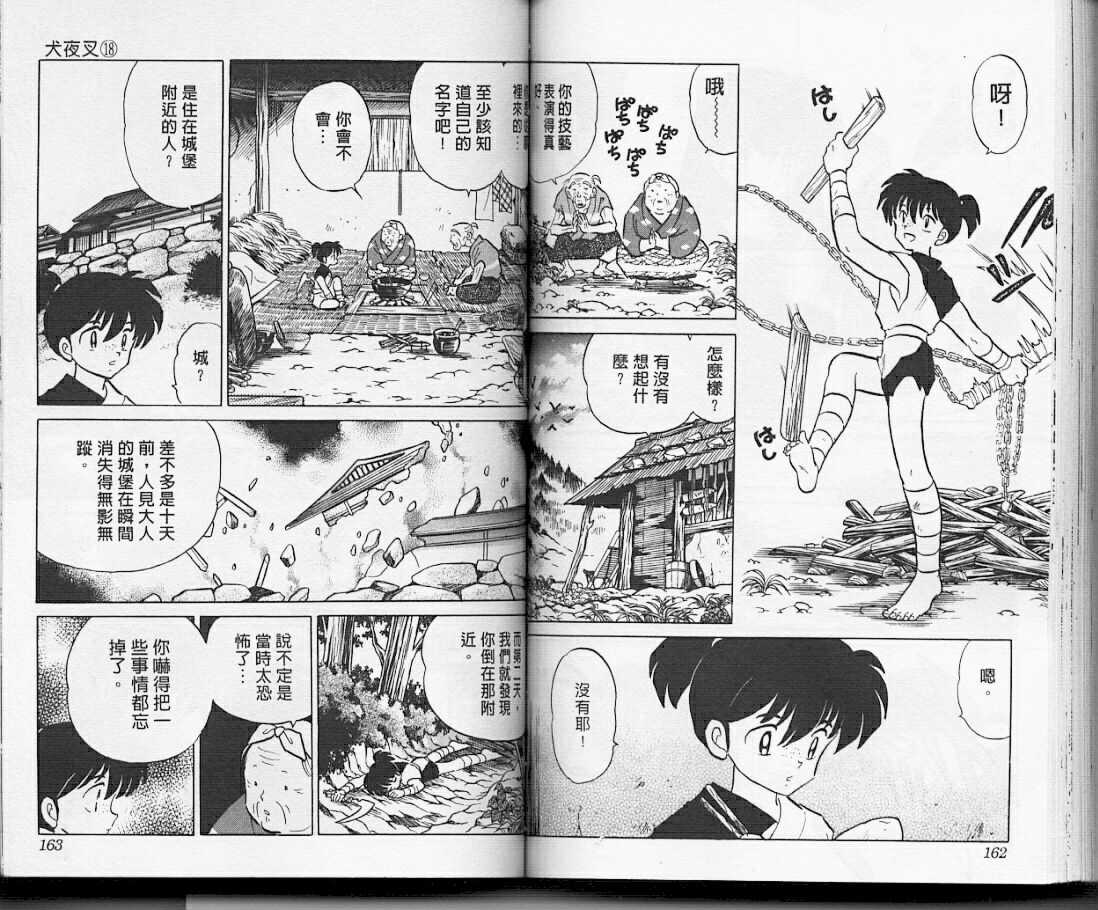 犬夜叉⑱
呀!
はし
はし
哦~~~~~
ぱち
ぱち
ぱち
ぱち
ぱち
你的技藝
表演得真
好、
怎麼樣?
有沒有
想起什
麼?
嗯。
沒有耶!
162
裡來的…
至少該知
道自己的
名字吧!
你會不
會…
是住在城堡
附近的人?
城?
差不多是十天
前,人見大人
的城堡在瞬間
消失得無影無
蹤。
而第二天,
我們就發現
你倒在那附
近。
說不定是
當時太恐
怖了…
你嚇得把一
些事情都忘
掉了。
163